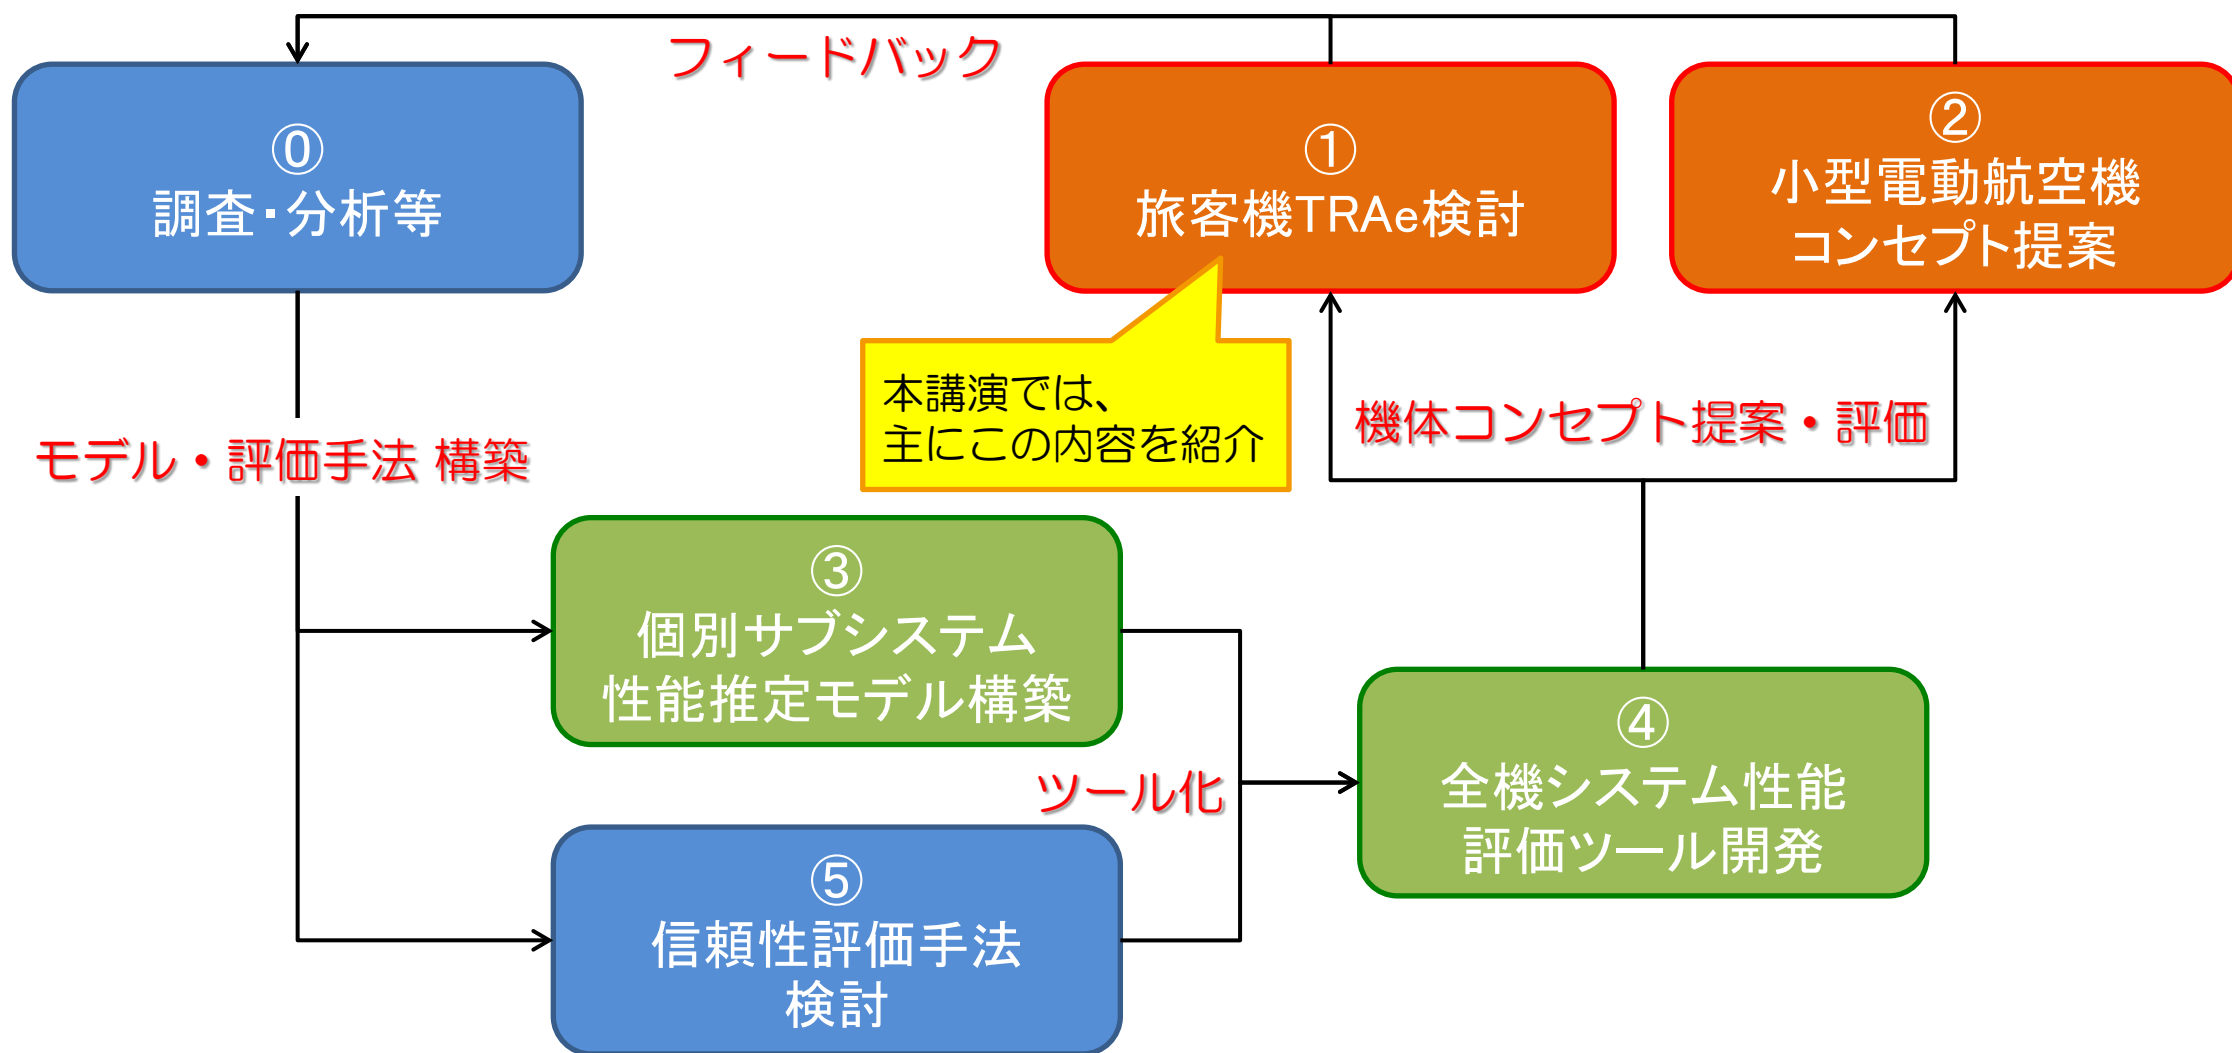 フィードバック
⓪
調査・分析等
①
旅客機TRAe検討
②
小型電動航空機
コンセプト提案
本講演では、
主にこの内容を紹介
機体コンセプト提案・評価
モデル・評価手法 構築
③
個別サブシステム
性能推定モデル構築
ツール化
④
全機システム性能
評価ツール開発
⑤
信頼性評価手法
検討